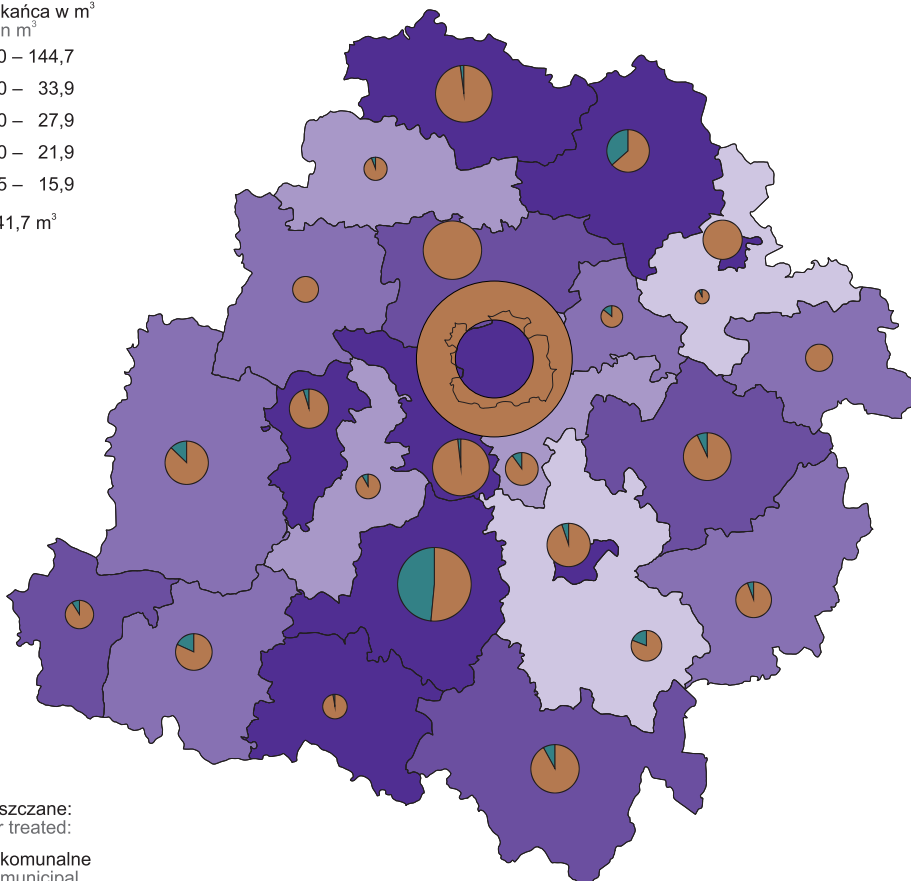 kańca w m³
n m³
0 – 144,7
0 – 33,9
0 – 27,9
0 – 21,9
5 – 15,9
41,7 m³
szczane:
r treated:
komunalne
municipal